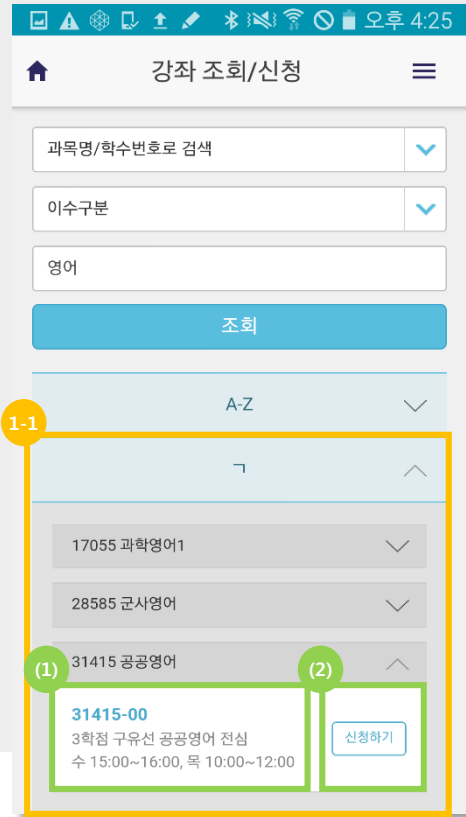 오후 4:25
강좌 조회/신청
과목명/학수번호로 검색
이수구분
영어
조회
A-Z
1-1
ㄱ
17055 과학영어1
28585 군사영어
31415 공공영어
(1)
(2)
31415-00
3학점 구유선 공공영어 전심
수 15:00~16:00, 목 10:00~12:00
신청하기